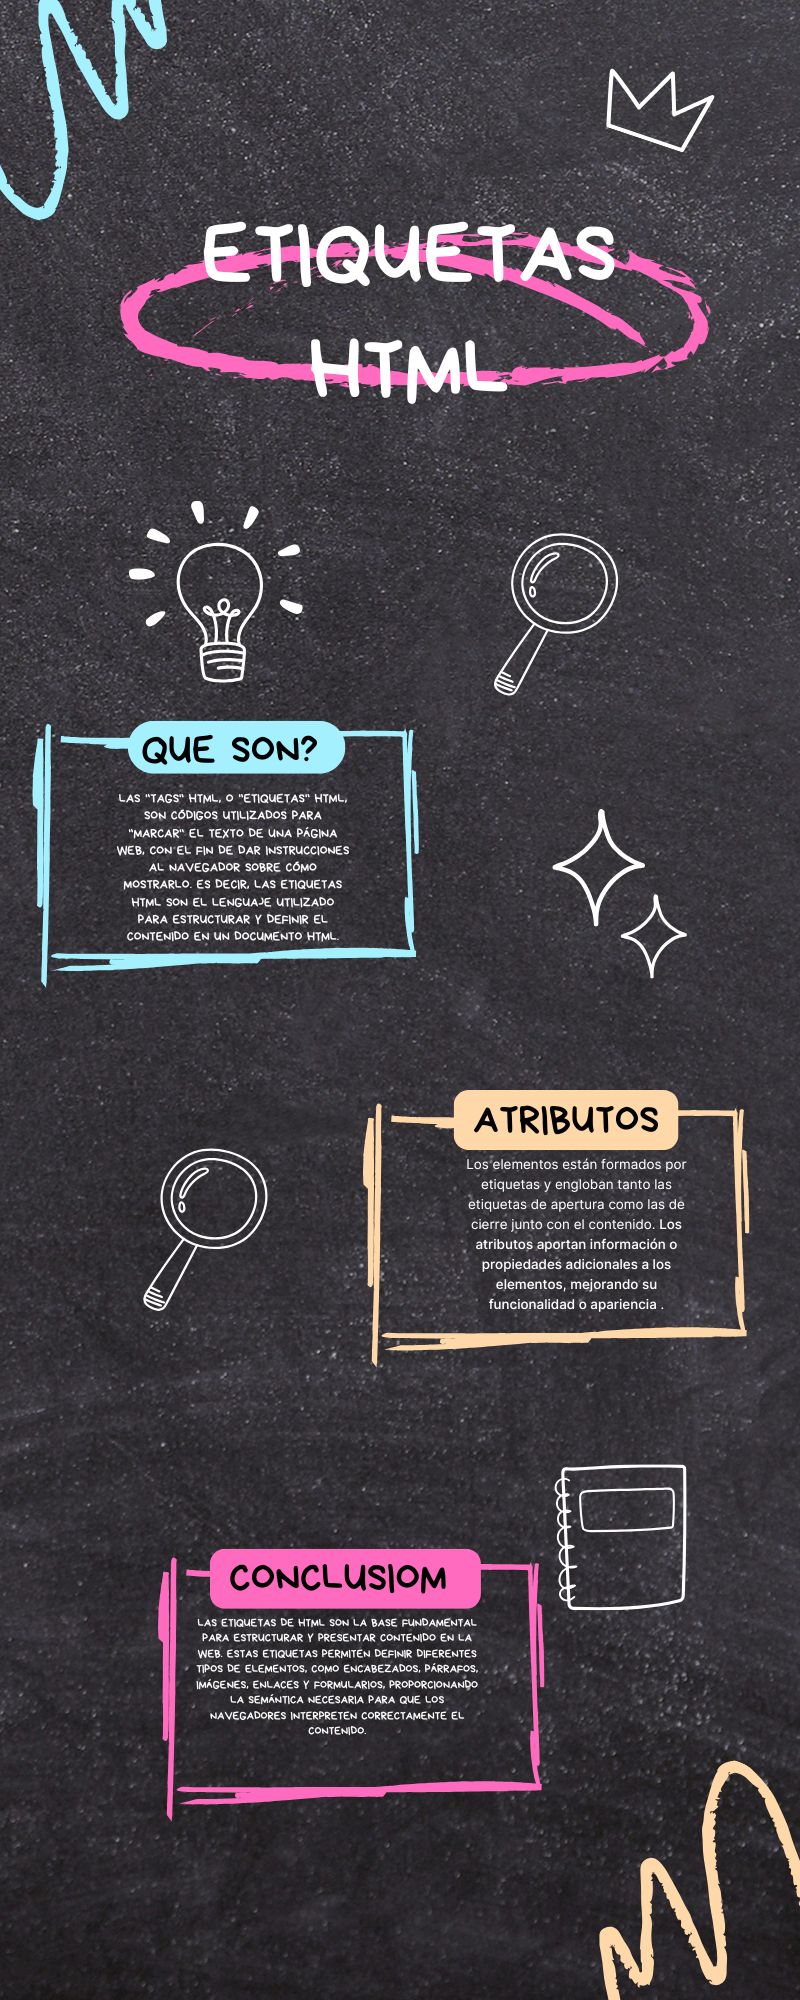 ETIQUETAS
HTML
QUE SON?
LAS "TAGS" HTML, O "ETIQUETAS" HTML,
SON CÓDIGOS UTILIZADOS PARA
"MARCAR" EL TEXTO DE UNA PÁGINA
WEB, CON EL FIN DE DAR INSTRUCCIONES
AL NAVEGADOR SOBRE CÓMO
MOSTRARLO. ES DECIR, LAS ETIQUETAS
HTML SON EL LENGUAJE UTILIZADO
PARA ESTRUCTURAR Y DEFINIR EL
CONTENIDO EN UN DOCUMENTO HTML.
ATRIBUTOS
Los elementos están formados por
etiquetas y engloban tanto las
etiquetas de apertura como las de
cierre junto con el contenido. Los
atributos aportan información o
propiedades adicionales a los
elementos, mejorando su
funcionalidad o apariencia .
CONCLUSIOM
LAS ETIQUETAS DE HTML SON LA BASE FUNDAMENTAL
PARA ESTRUCTURAR Y PRESENTAR CONTENIDO EN LA
WEB. ESTAS ETIQUETAS PERMITEN DEFINIR DIFERENTES
TIPOS DE ELEMENTOS, COMO ENCABEZADOS, PÁRRAFOS,
IMÁGENES, ENLACES Y FORMULARIOS, PROPORCIONANDO
LA SEMÁNTICA NECESARIA PARA QUE LOS
NAVEGADORES INTERPRETEN CORRECTAMENTE EL
CONTENIDO.